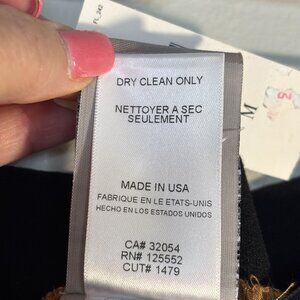 DRY CLEAN ONLY
NETTOYER A SEC
SEULEMENT
MADE IN USA
FABRIQUE EN LE ETATS-UNIS
HECHO EN LOS ESTADOS UNIDOS
CA# 32054
RN# 125552
CUT# 1479
M